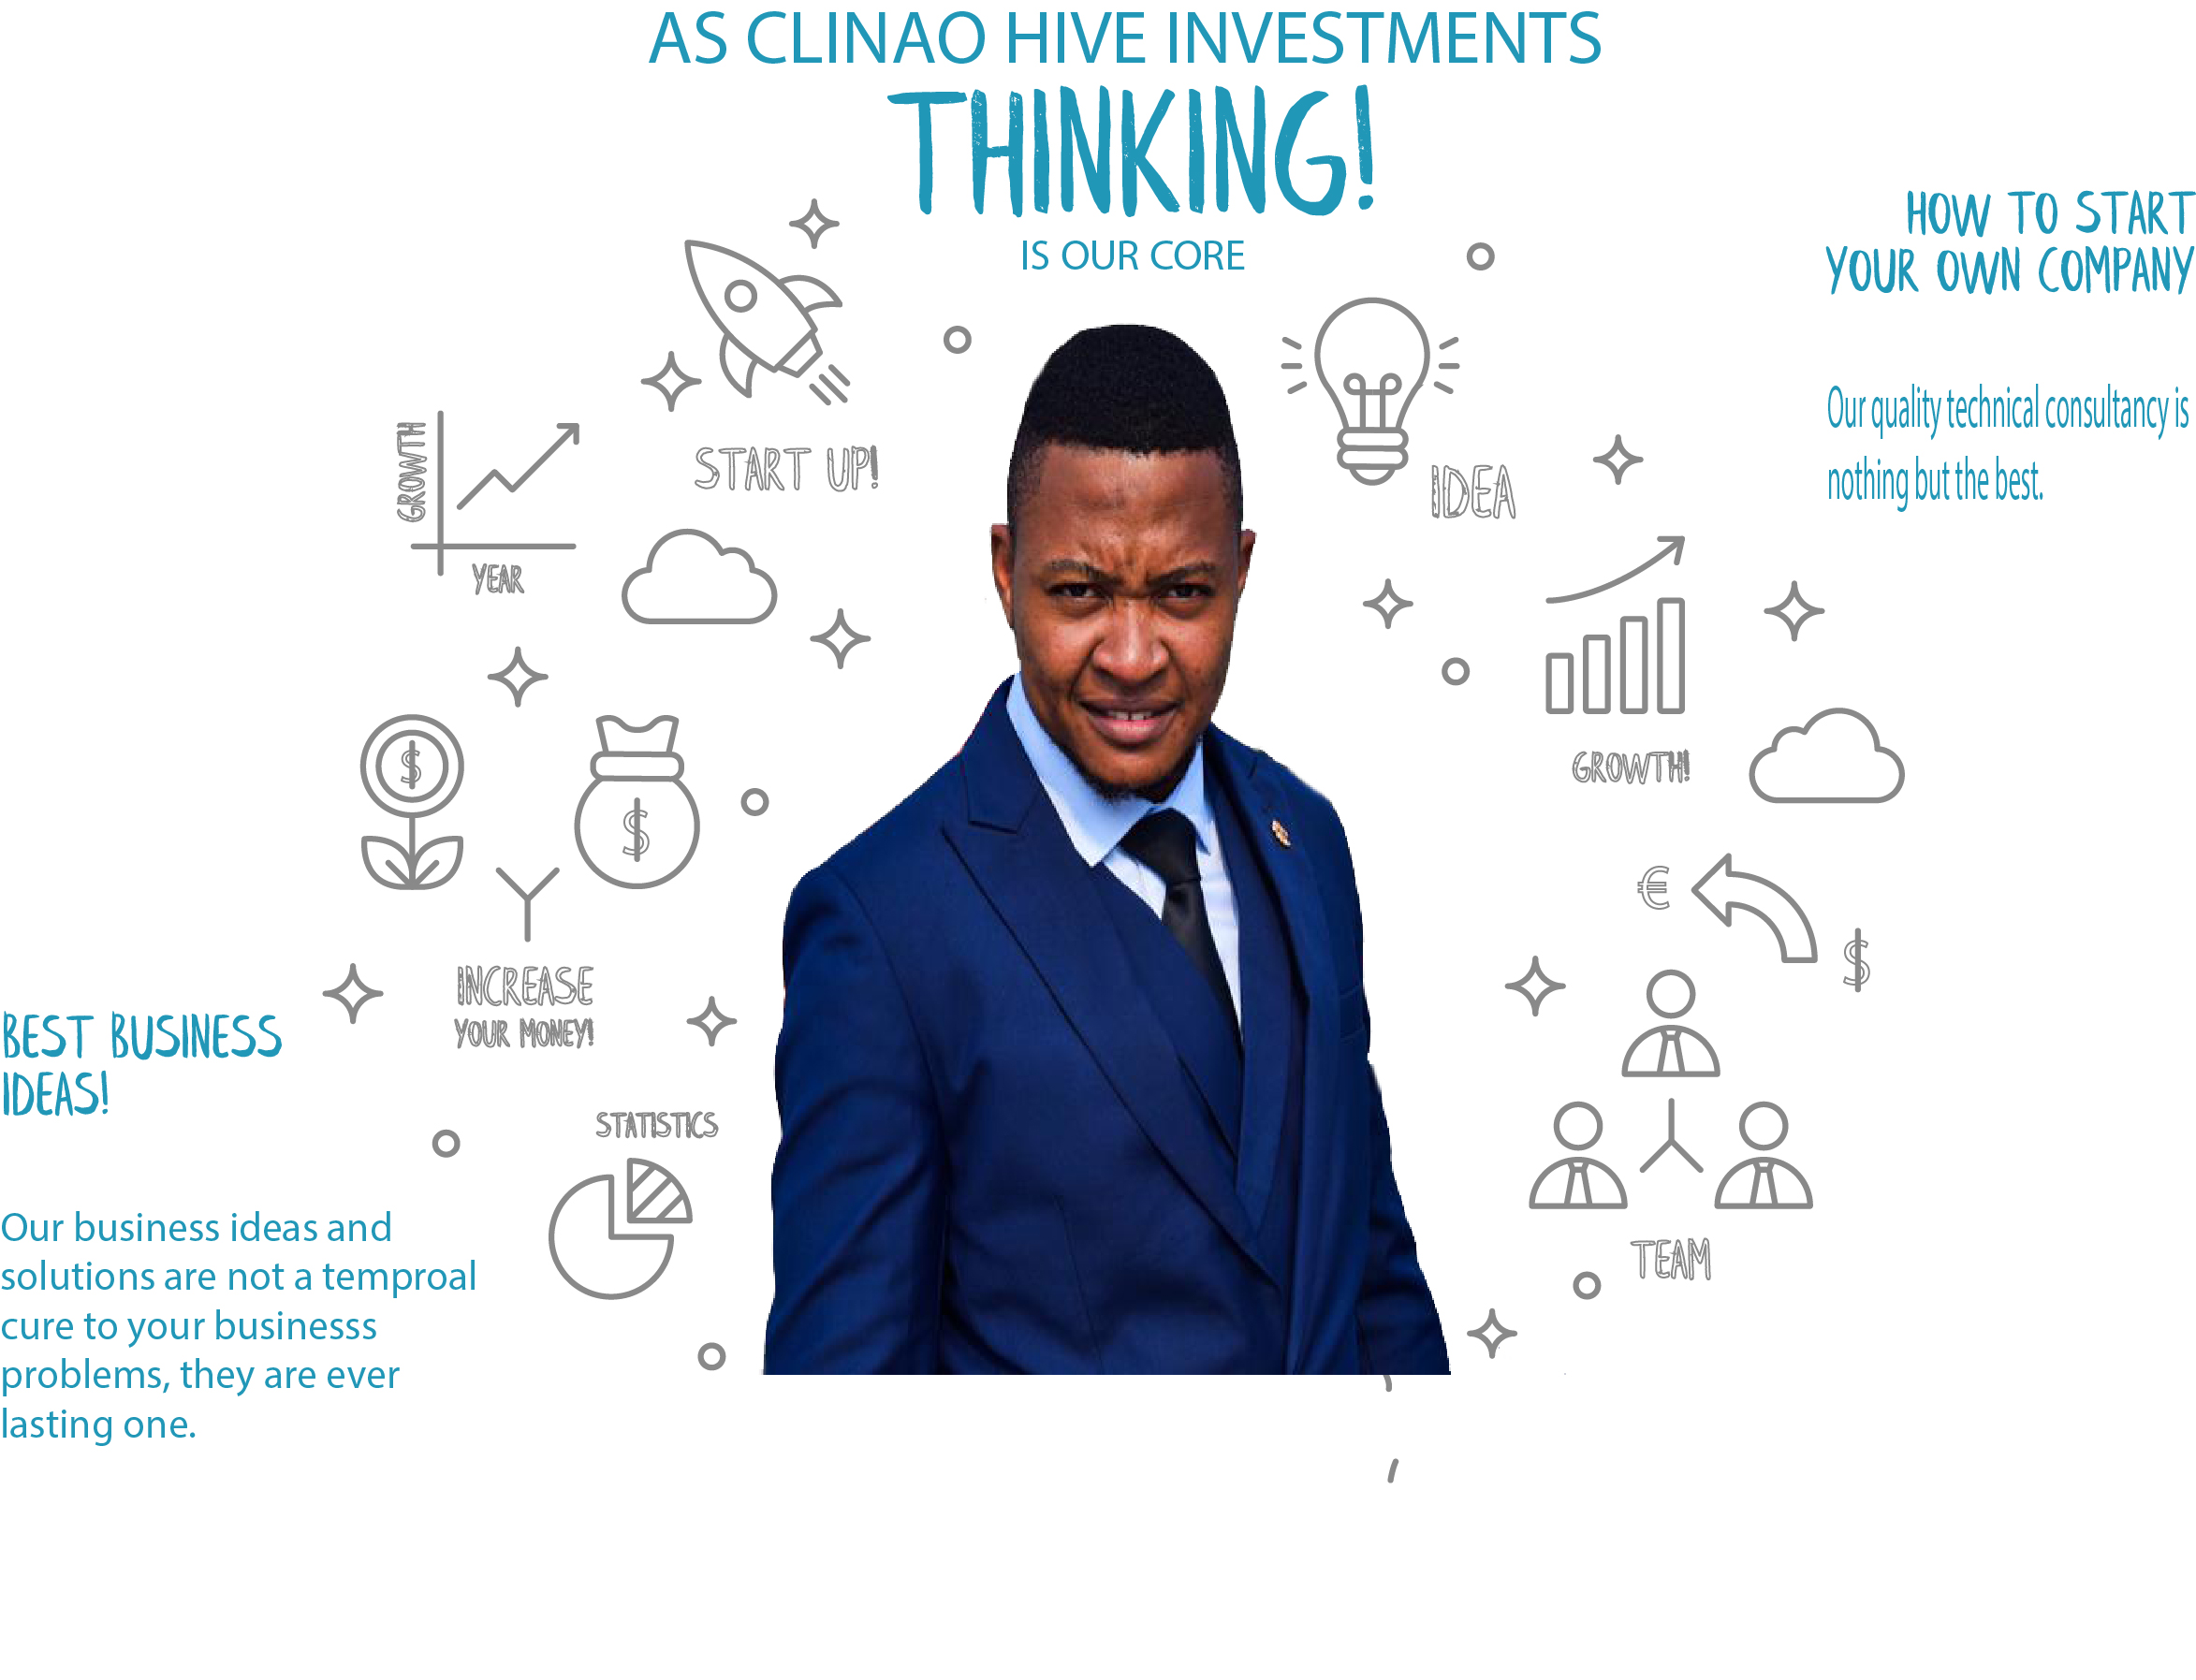 AS CLINAO HIVE INVESTMENTS
THINKING!
IS OUR CORE
HOW TO START
YOUR OWN COMPANY
Our quality technical consultancy is
nothing but the best.
START UP!
IDEA
GROWTH
YEAR
GROWTH!
$
$
€
$
INCREASE
YOUR MONEY!
BEST BUSINESS
IDEAS!
STATISTICS
TEAM
Our business ideas and
solutions are not a temproal
cure to your businesss
problems, they are ever
lasting one.